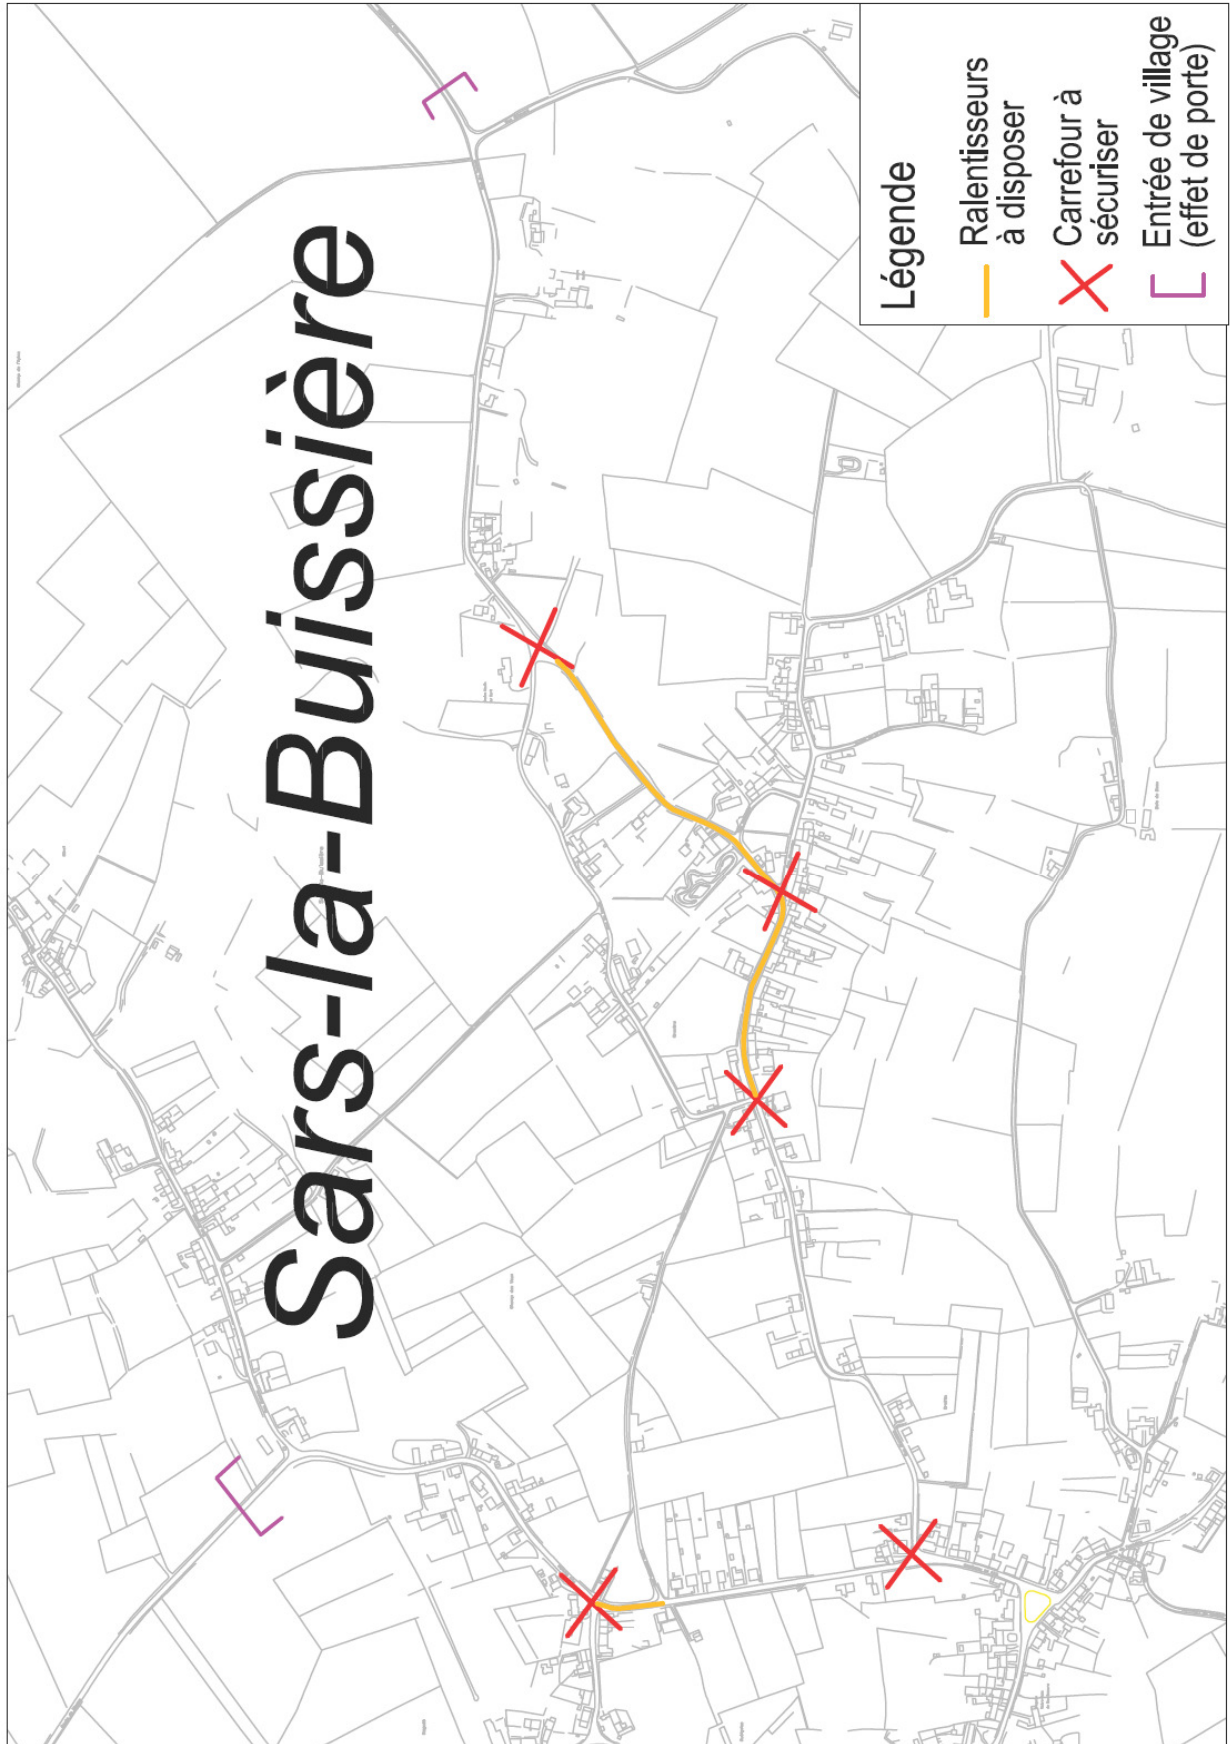 Sars-la-Buissière
Légende
Ralentisseurs
à disposer
Carrefour à
sécuriser
Entrée de village
(effet de porte)